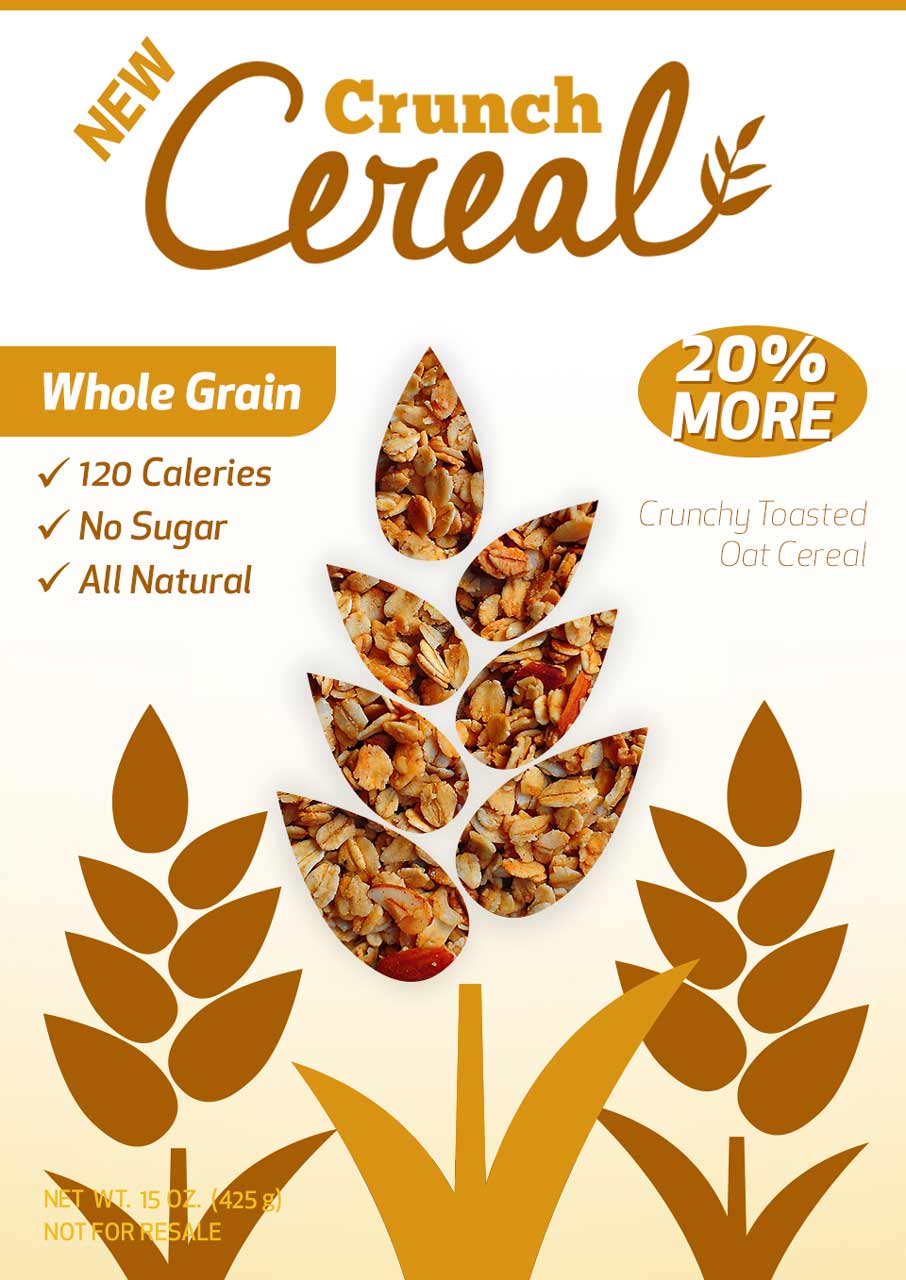 NEW
Crunch
Cereal
Whole Grain
120 Caleries
No Sugar
All Natural
20%
MORE
Crunchy Toasted
Oat Cereal
NET WT. 15 OZ. (425 g)
NOT FOR RESALE